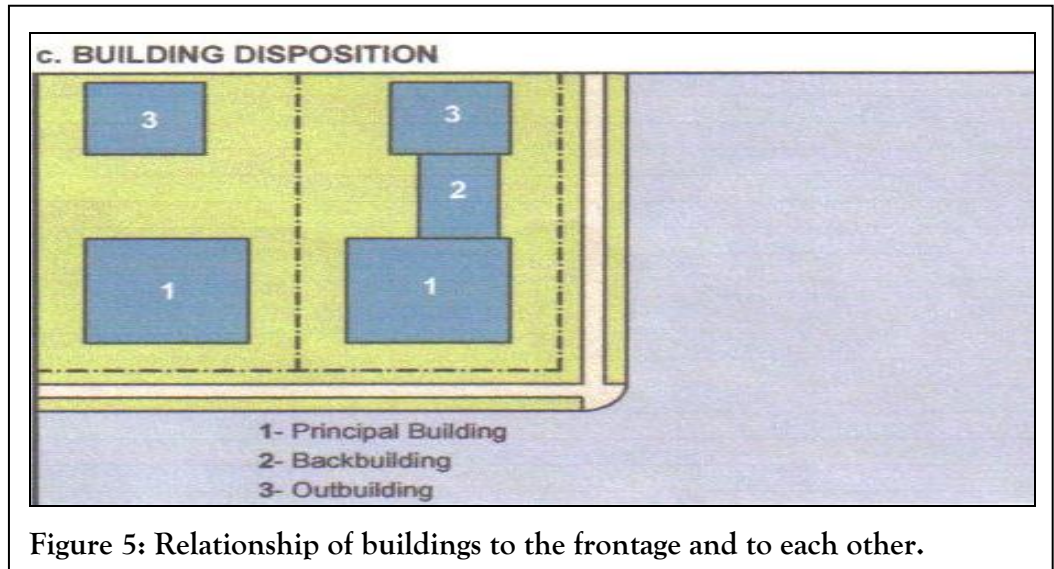 c. BUILDING DISPOSITION
3
3
2
1
1
1- Principal Building
2- Backbuilding
3- Outbuilding
Figure 5: Relationship of buildings to the frontage and to each other.